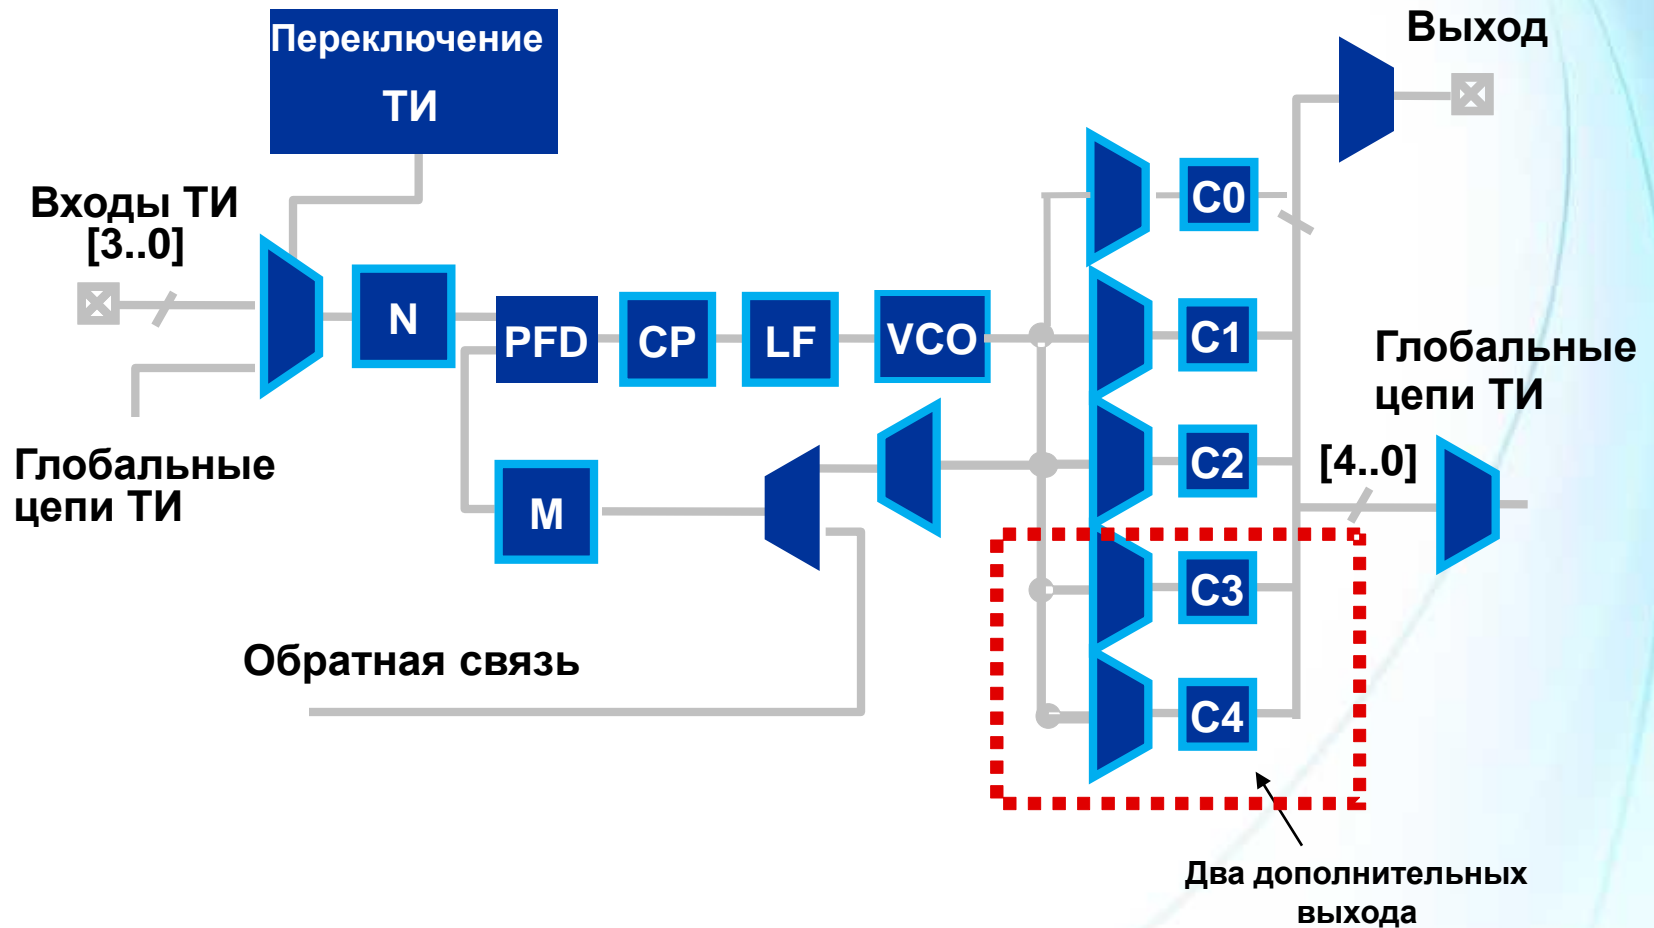 Переключение
ТИ
Выход
Входы ТИ
[3..0]
C0
N
PFD
CP
LF
VCO
C1
Глобальные
цепи ТИ
Глобальные
цепи ТИ
M
C2
[4..0]
C3
Обратная связь
C4
Два дополнительных
выхода